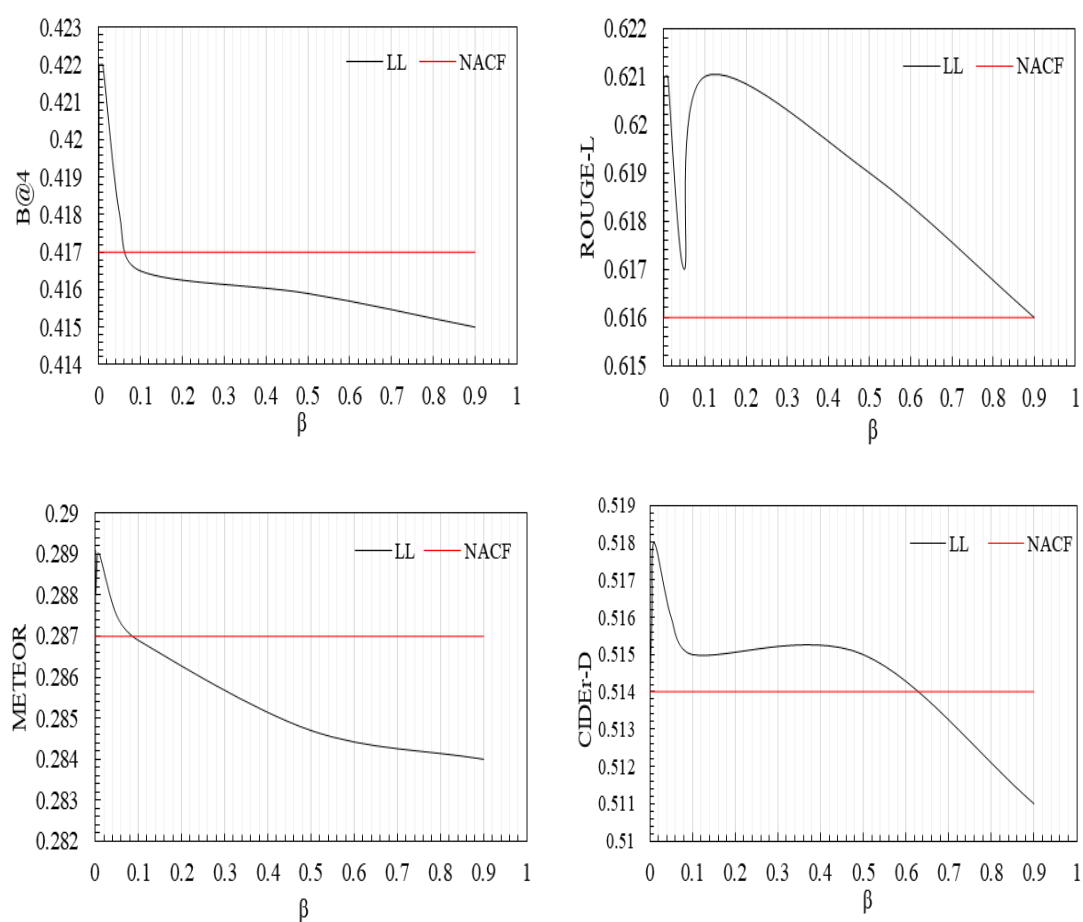 0.423
0.422
0.421
0.42
0.419
0.418
0.417
0.416
0.415
0.414
B@4
LL NACF
0 0.1 0.2 0.3 0.4 0.5 0.6 0.7 0.8 0.9 1
β
0.622
0.621
0.62
0.619
0.618
0.617
0.616
0.615
ROUGE-L
LL NACF
0 0.1 0.2 0.3 0.4 0.5 0.6 0.7 0.8 0.9 1
β
0.29
0.289
0.288
0.287
0.286
0.285
0.284
0.283
0.282
METEOR
LL NACF
0 0.1 0.2 0.3 0.4 0.5 0.6 0.7 0.8 0.9 1
β
0.519
0.518
0.517
0.516
0.515
0.514
0.513
0.512
0.511
0.51
CIDEr-D
LL NACF
0 0.1 0.2 0.3 0.4 0.5 0.6 0.7 0.8 0.9 1
β